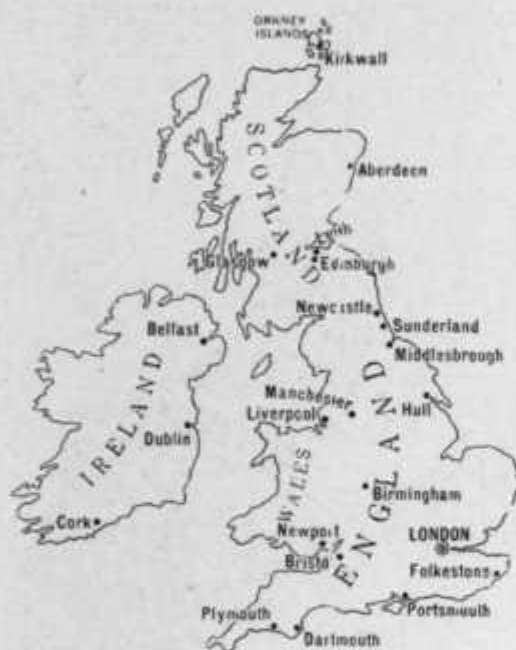 ORKNEY
ISLANDS
Kirkwall
SCOTLAND
Aberdeen
Glasgow
Edinburgh
Newcastle
Sunderland
Belfast
Middlesbrough
IRELAND
Manchester
Liverpool
Hull
Dublin
ENGLAND
WALES
Birmingham
Cork
Newport
LONDON
Bristol
Folkestone
Portsmouth
Plymouth
Dartmouth